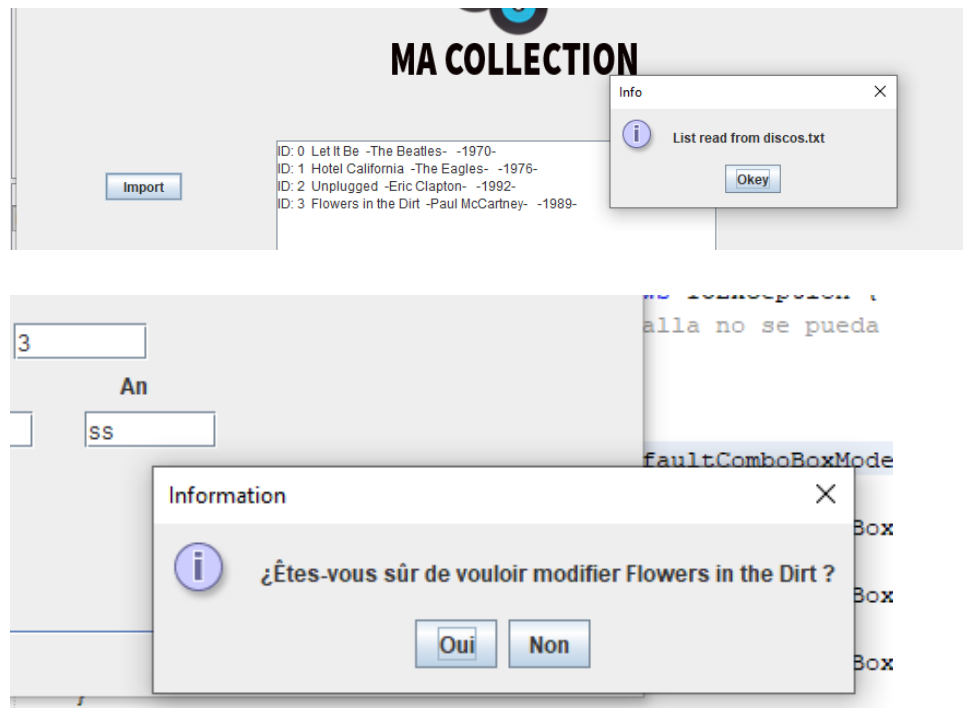 MA COLLECTION
Info
List read from discos.txt
Okey
Import
ID: 0 Let It Be -The Beatles- -1970-
ID: 1 Hotel California -The Eagles- -1976-
ID: 2 Unplugged -Eric Clapton- -1992-
ID: 3 Flowers in the Dirt -Paul McCartney- -1989-
alla no se pueda
3
An
ss
faultComboBoxMode
Information
¿Êtes-vous sûr de vouloir modifier Flowers in the Dirt ?
Oui
Non
Box
Box
Box